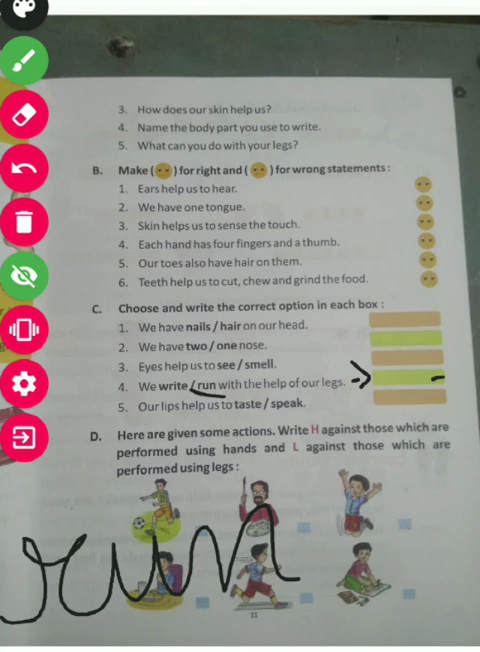 3. How does our skin help us?
4. Name the body part you use to write.
5. What can you do with your legs?
B. Make ( ) for right and ( ) for wrong statements :
1. Ears help us to hear.
2. We have one tongue.
3. Skin helps us to sense the touch.
4. Each hand has four fingers and a thumb.
5. Our toes also have hair on them.
6. Teeth help us to cut, chew and grind the food.
C. Choose and write the correct option in each box :
1. We have nails / hair on our head.
2. We have two / one nose.
3. Eyes help us to see / smell.
4. We write / run with the help of our legs.
5. Our lips help us to taste / speak.
D. Here are given some actions. Write H against those which are
performed using hands and L against those which are
performed using legs :
run
11